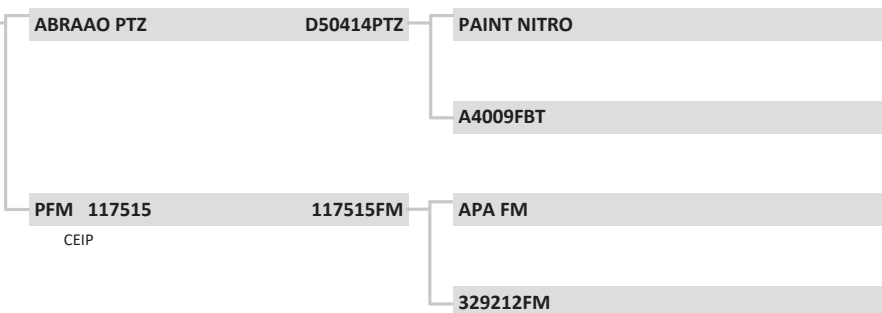 ABRAAO PTZ D50414PTZ PAINT NITRO
A4009FBT
PFM 117515 117515FM APA FM
CEIP
329212FM